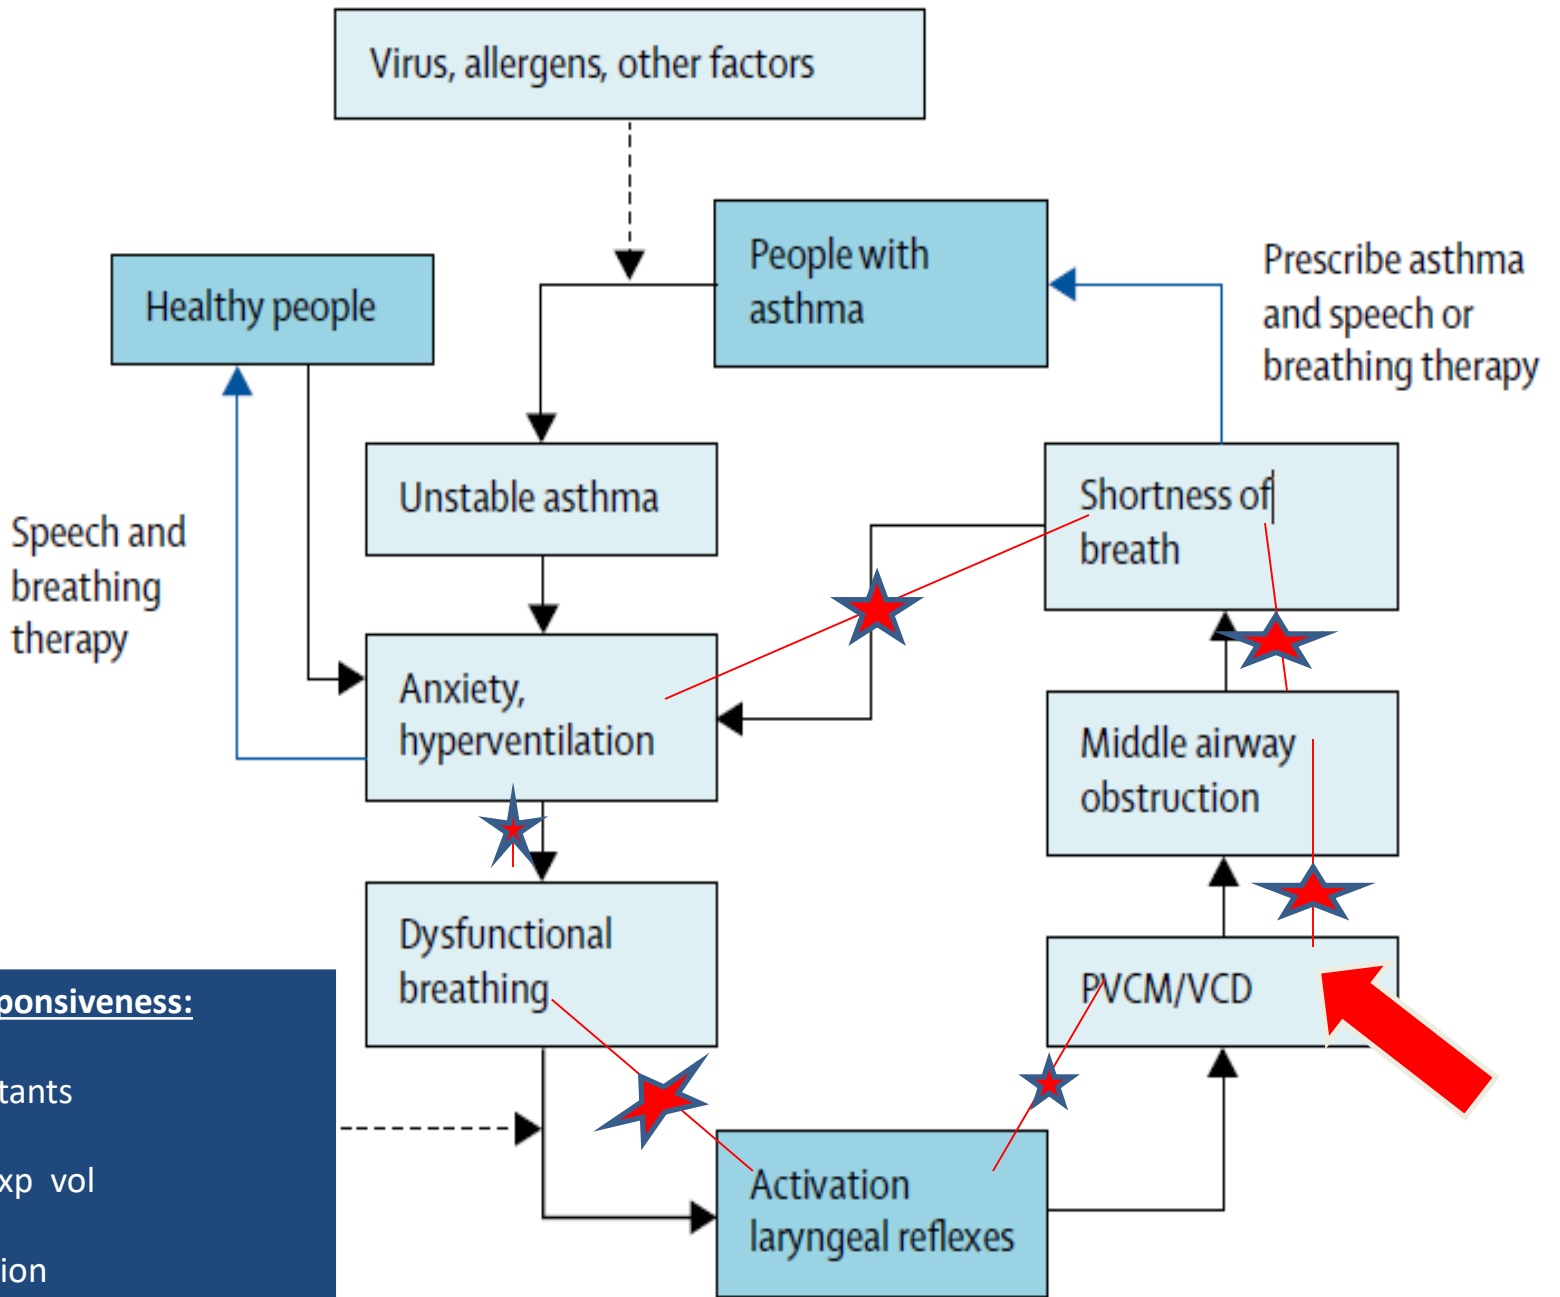 Virus, allergens, other factors
People with
asthma
Prescribe asthma
and speech or
breathing therapy
Healthy people
Unstable asthma
Shortness of
breath
Speech and
breathing
therapy
Anxiety,
hyperventilation
Middle airway
obstruction
Dysfunctional
breathing
PVCM/VCD
ponsiveness:
tants
xp vol
ion
Activation
laryngeal reflexes